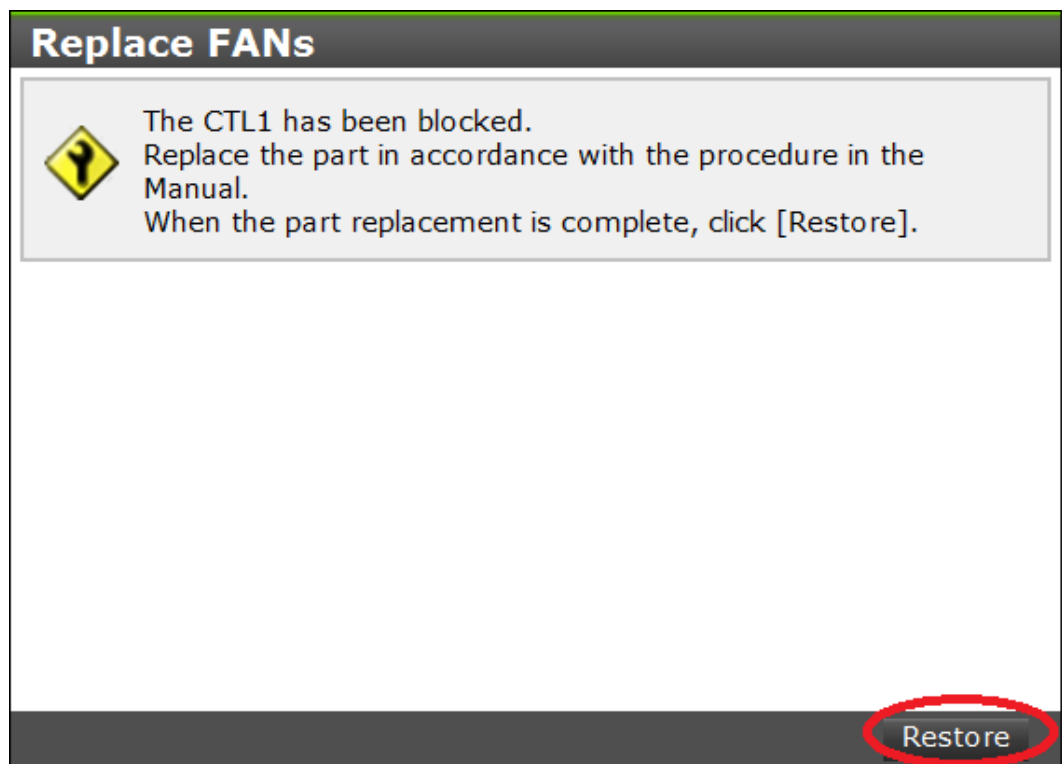 Replace FANs
The CTL1 has been blocked.
Replace the part in accordance with the procedure in the
Manual.
When the part replacement is complete, click [Restore].
Restore